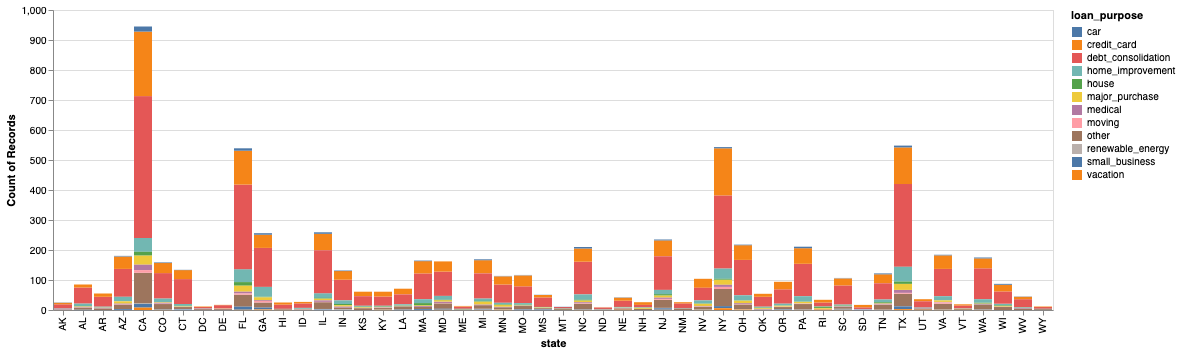 1,000
900
800
700
600
500
400
300
200
100
0
Count of Records
AK AL AR AZ CA CO CT DC DE FL GA HI ID IL IN KS KY LA MA MD ME MI MN MO MS MT NC ND NE NH NJ NM NV NY OH OK OR PA RI SC SD TN TX UT VA VT WA WI WV WY
state
loan_purpose
car
credit_card
debt_consolidation
home_improvement
house
major_purchase
medical
moving
other
renewable_energy
small_business
vacation